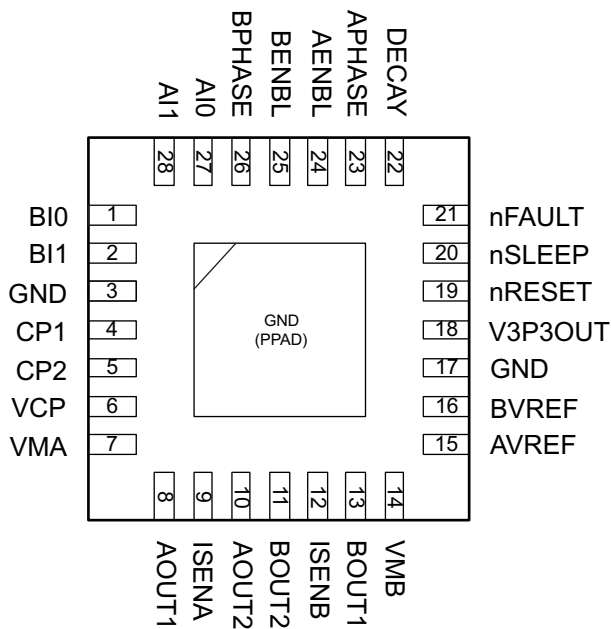 AI1
AI0
BPHASE
BENBL
AENBL
APHASE
DECAY
28
27
26
25
24
23
22
BI0 1
BI1 2
GND 3
CP1 4
CP2 5
VCP 6
VMA 7
GND
(PPAD)
21 nFAULT
20 nSLEEP
19 nRESET
18 V3P3OUT
17 GND
16 BVREF
15 AVREF
8
9
10
11
12
13
14
AOUT1
ISENA
AOUT2
BOUT2
ISENB
BOUT1
VMB